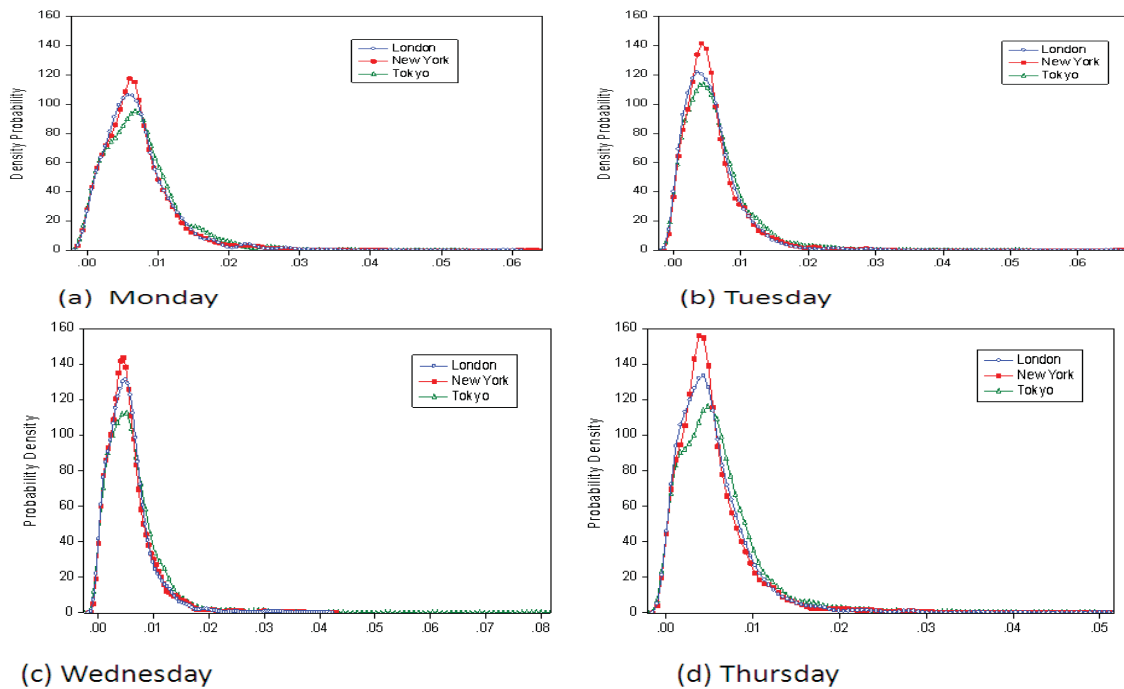 160
140
120
100
80
60
40
20
0
Density Probability
London
New York
Tokyo
.00 .01 .02 .03 .04 .05 .06
(a) Monday
160
140
120
100
80
60
40
20
0
Density Probability
London
New York
Tokyo
.00 .01 .02 .03 .04 .05 .06
(b) Tuesday
160
140
120
100
80
60
40
20
0
Probability Density
London
New York
Tokyo
.00 .01 .02 .03 .04 .05 .06 .07 .08
(c) Wednesday
160
140
120
100
80
60
40
20
0
Probability Density
London
New York
Tokyo
.00 .01 .02 .03 .04 .05
(d) Thursday